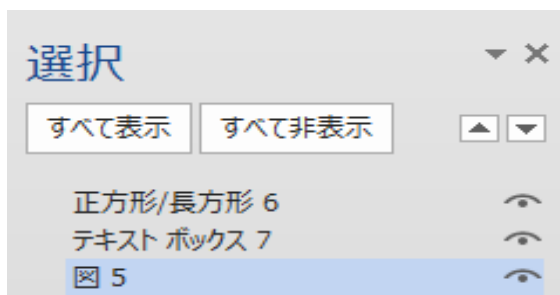 選択
すべて表示 すべて非表示
正方形/長方形 6
テキスト ボックス 7
図 5